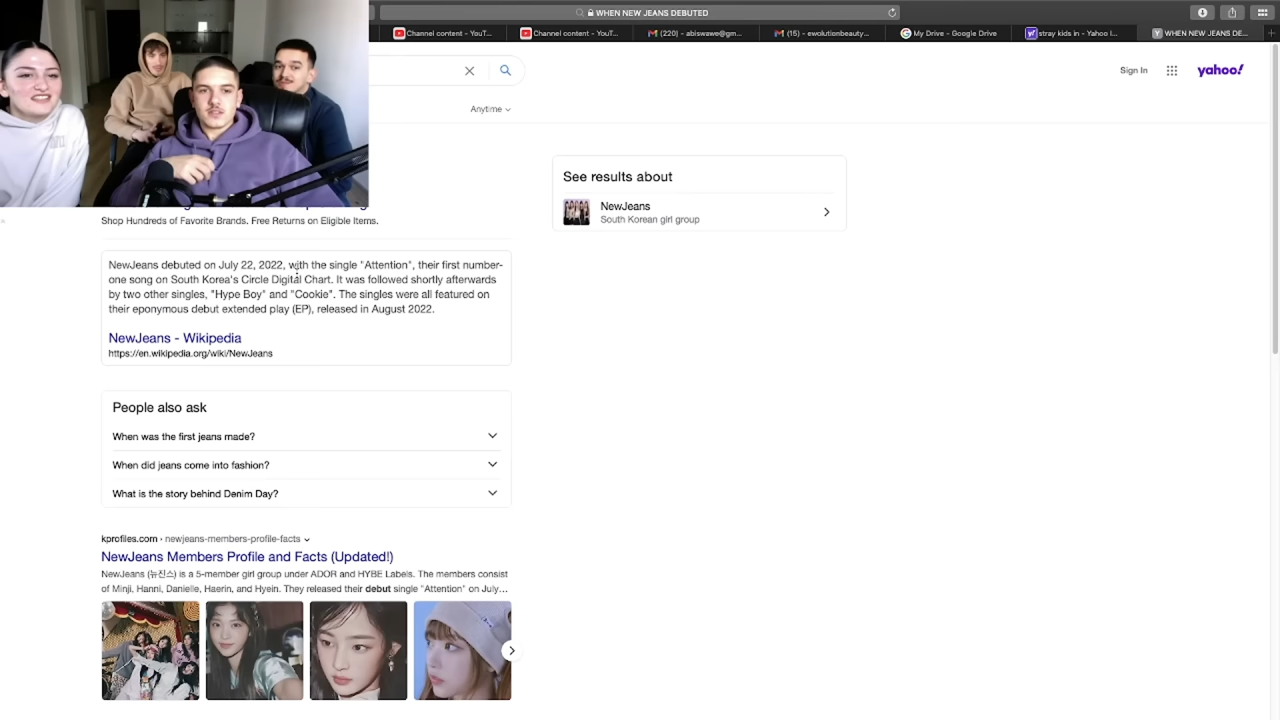 WHEN NEW JEANS DEBUTED
Channel content - YouT...
Channel content - YouT...
(220) - abiswawe@gm...
(15) - ewolutionbeauty...
My Drive - Google Drive
stray kids in - Yahoo I...
WHEN NEW JEANS DE...
Sign In
yahoo!
Anytime
See results about
NewJeans
South Korean girl group
Shop Hundreds of Favorite Brands. Free Returns on Eligible Items.
NewJeans debuted on July 22, 2022, with the single "Attention", their first number-
one song on South Korea's Circle Digital Chart. It was followed shortly afterwards
by two other singles, "Hype Boy" and "Cookie". The singles were all featured on
their eponymous debut extended play (EP), released in August 2022.
NewJeans - Wikipedia
https://en.wikipedia.org/wiki/NewJeans
People also ask
When was the first jeans made?
When did jeans come into fashion?
What is the story behind Denim Day?
kprofiles.com › newjeans-members-profile-facts
NewJeans Members Profile and Facts (Updated!)
NewJeans (뉴진스) is a 5-member girl group under ADOR and HYBE Labels. The members consist
of Minji, Hanni, Danielle, Haerin, and Hyein. They released their debut single "Attention" on July...